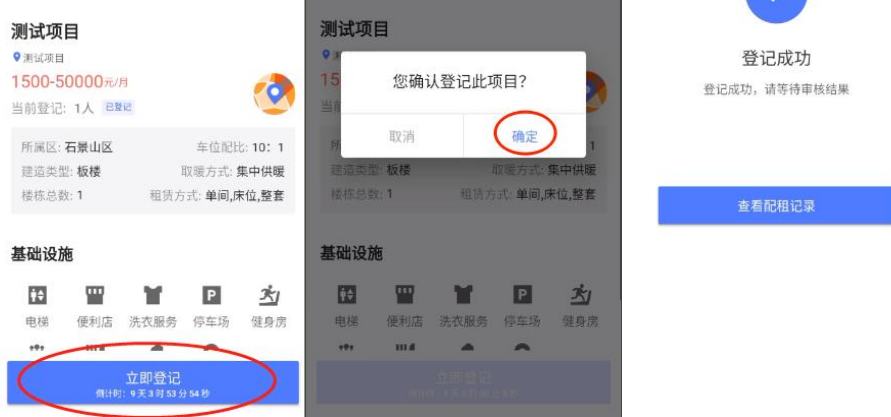 测试项目
测试项目
1500-50000元/月
当前登记: 1人 已登记
所属区: 石景山区 车位配比: 10：1
建造类型: 板楼 取暖方式: 集中供暖
楼栋总数: 1 租赁方式: 单间,床位,整套
基础设施
电梯 便利店 洗衣服务 停车场 健身房
立即登记
倒计时：9天3时53分54秒
测试项目
15
当前
您确认登记此项目?
取消 确定
所 1
建造类型: 板楼 取暖方式: 集中供暖
楼栋总数: 1 租赁方式: 单间,床位,整套
基础设施
电梯 便利店 洗衣服务 停车场 健身房
立即登记
登记成功
登记成功，请等待审核结果
查看配租记录